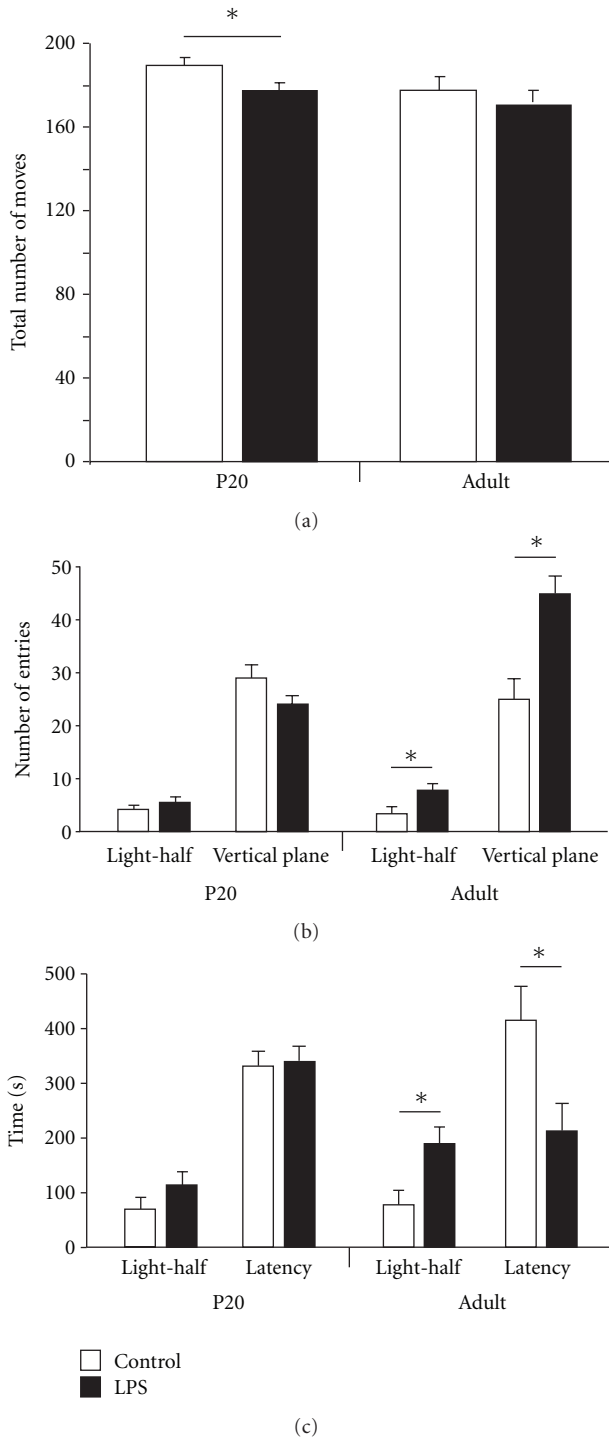 *
200
160
120
80
40
0
Total number of moves
P20 Adult
(a)
*
50
40
30
20
10
0
Number of entries
*
Light-half Vertical plane Light-half Vertical plane
P20 Adult
(b)
*
500
400
300
200
100
0
Time (s)
*
Light-half Latency Light-half Latency
P20 Adult
Control
LPS
(c)